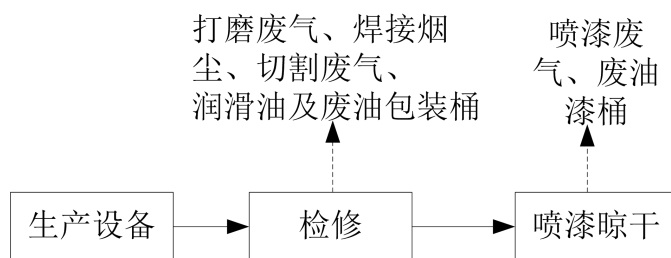 打磨废气、焊接烟
尘、切割废气、
润滑油及废油包装桶
喷漆废
气、废油
漆桶
生产设备
检修
喷漆晾干